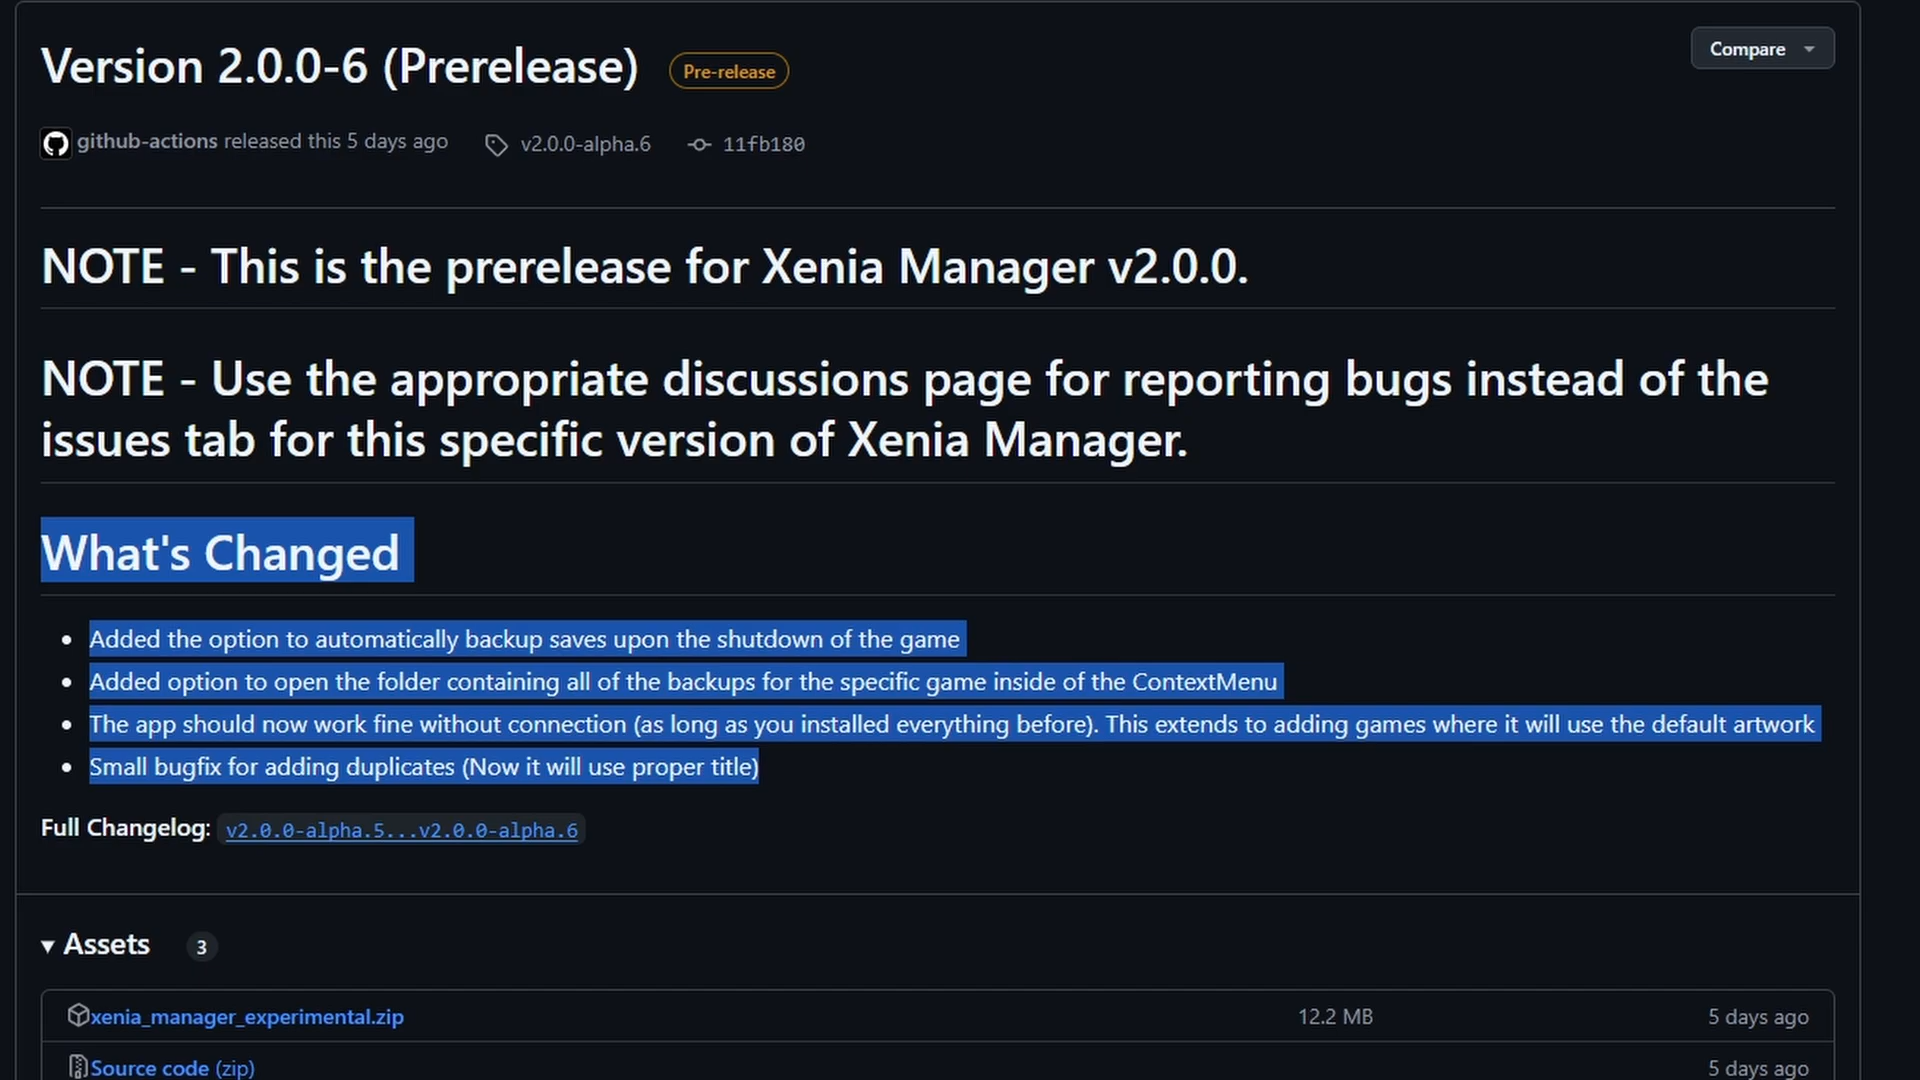 Version 2.0.0-6 (Prerelease) Pre-release Compare
github-actions released this 5 days ago v2.0.0-alpha.6 11fb180
NOTE - This is the prerelease for Xenia Manager v2.0.0.
NOTE - Use the appropriate discussions page for reporting bugs instead of the
issues tab for this specific version of Xenia Manager.
What's Changed
Added the option to automatically backup saves upon the shutdown of the game
Added option to open the folder containing all of the backups for the specific game inside of the ContextMenu
The app should now work fine without connection (as long as you installed everything before). This extends to adding games where it will use the default artwork
Small bugfix for adding duplicates (Now it will use proper title)
Full Changelog: v2.0.0-alpha.5...v2.0.0-alpha.6
Assets 3
xenia_manager_experimental.zip 12.2 MB 5 days ago
Source code (zip) 5 days ago